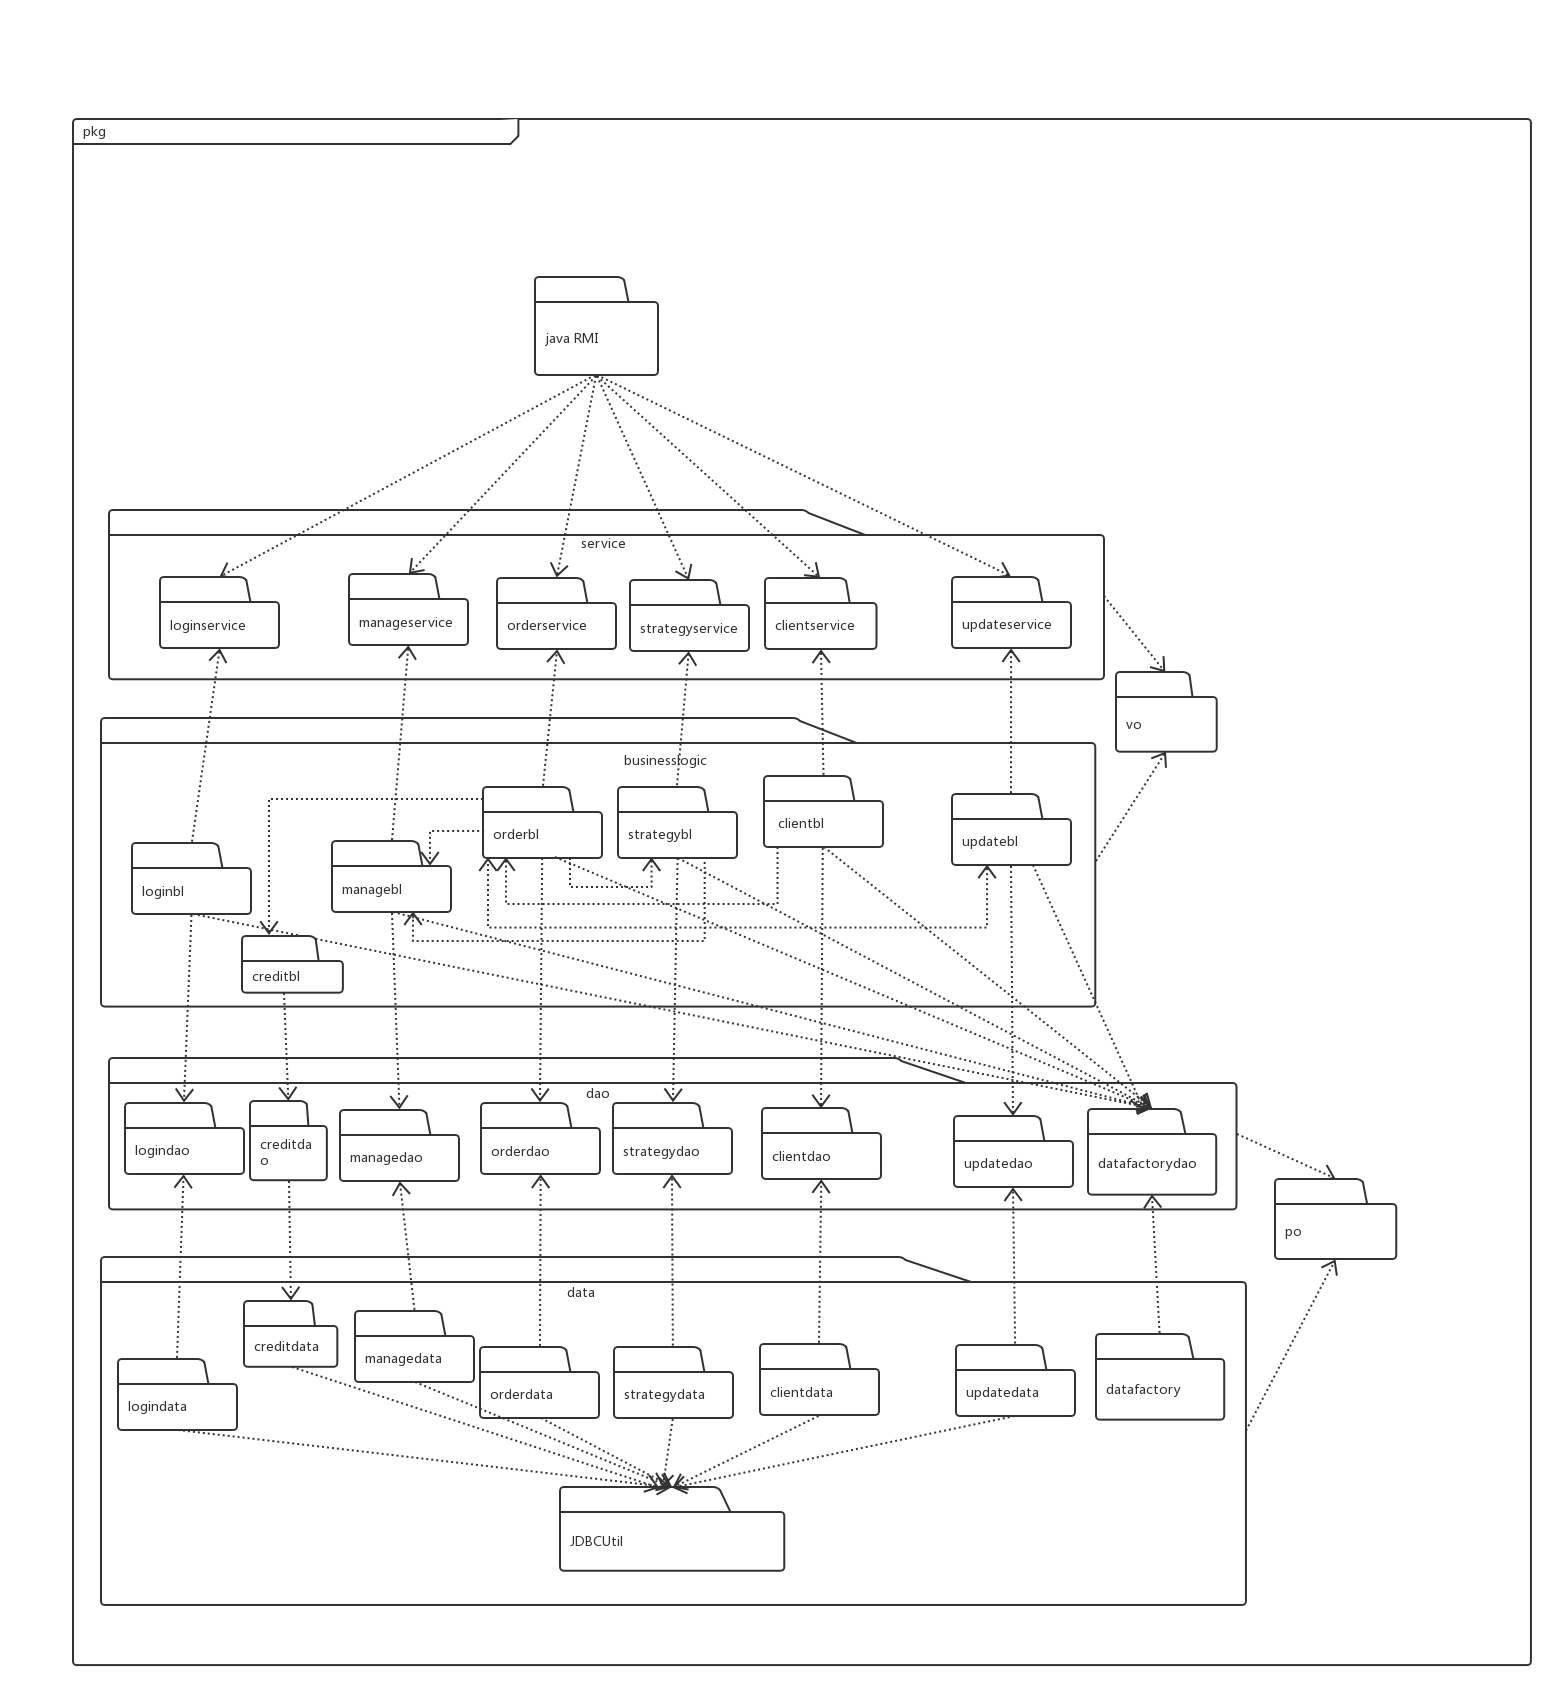 pkg
java RMI
service
loginservice
manageservice
orderservice
strategyservice
clientservice
updateservice
vo
businesslogic
orderbl
strategybl
clientbl
updatebl
loginbl
managebl
creditbl
dao
logindao
creditda
o
managedao
orderdao
strategydao
clientdao
updatedao
datafactorydao
po
data
creditdata
managedata
logindata
orderdata
strategydata
clientdata
updatedata
datafactory
JDBCUtil